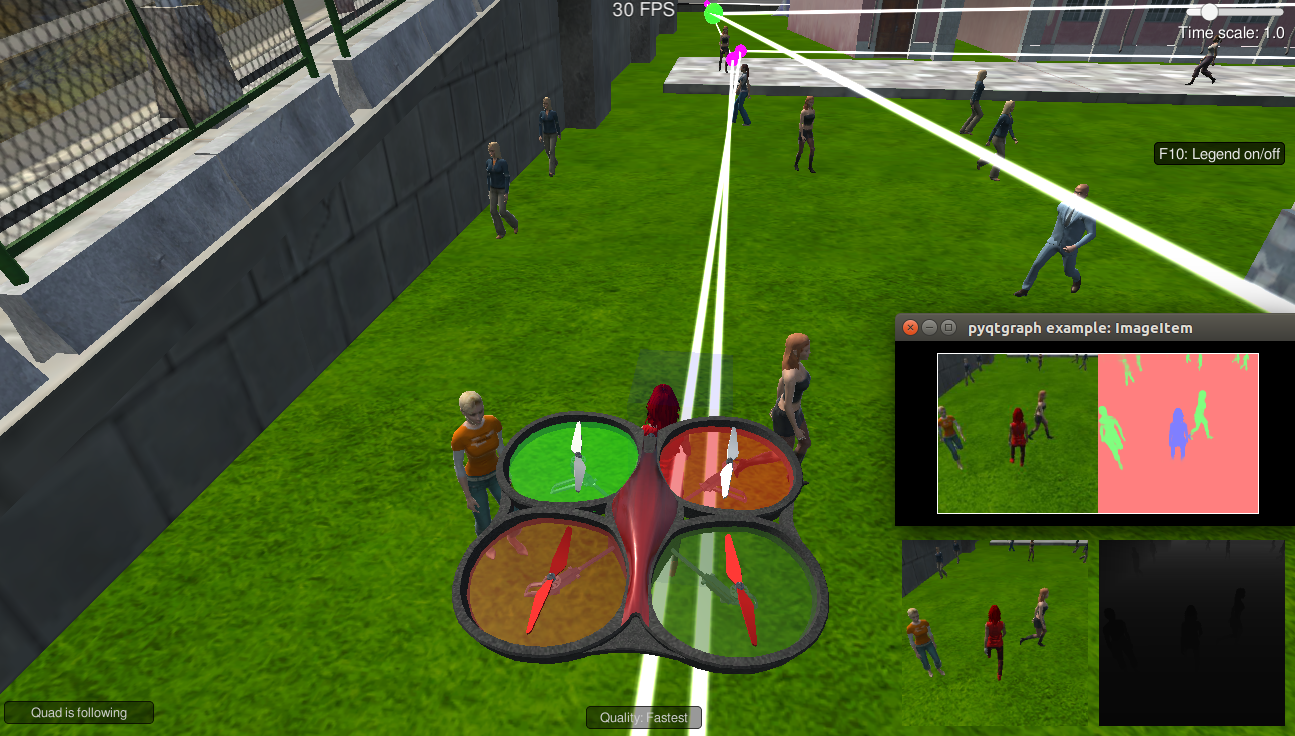 30 FPS
Time scale: 1.0
F10: Legend on/off
pyqtgraph example: ImageItem
Quad is following
Quality: Fastest